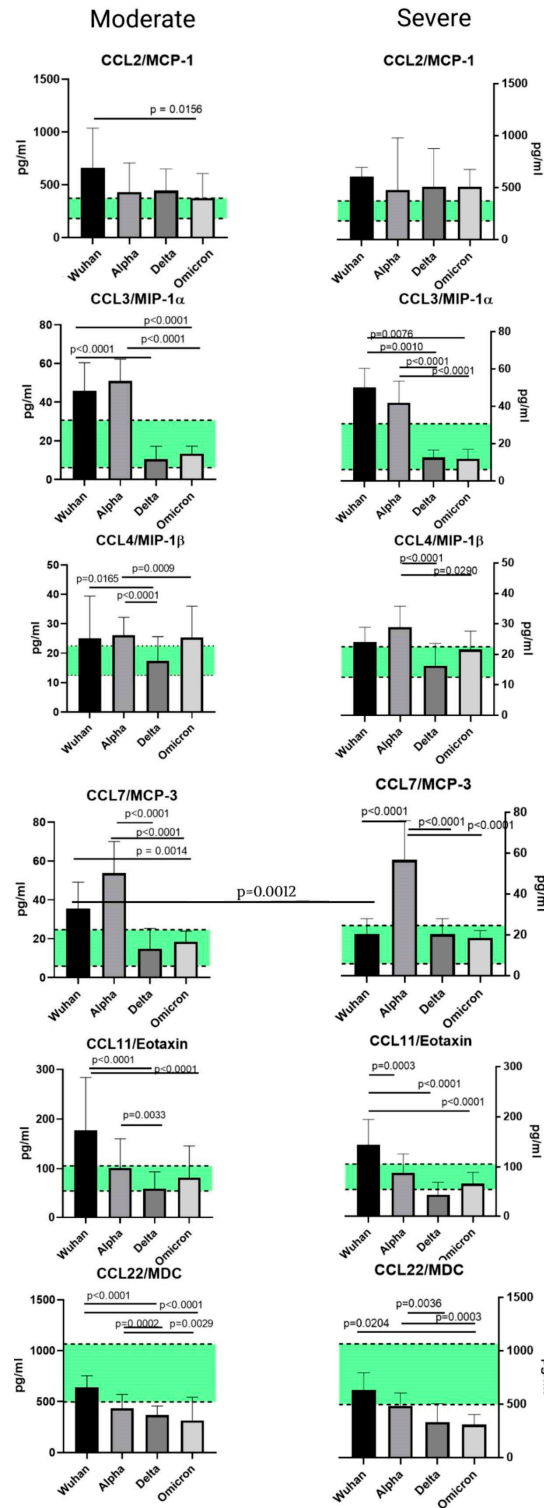 Moderate Severe
CCL2/MCP-1 CCL2/MCP-1
1500
1000
500
0
pg/ml
p = 0.0156
Wuhan Alpha Delta Omicron
1500
1000
500
0
pg/ml
Wuhan Alpha Delta Omicron
CCL3/MIP-1α CCL3/MIP-1α
80
60
40
20
0
pg/ml
p<0.0001
p<0.0001 p<0.0001
Wuhan Alpha Delta Omicron
80
60
40
20
0
pg/ml
p=0.0076
p=0.0010
p<0.0001
p<0.0001
Wuhan Alpha Delta Omicron
CCL4/MIP-1β CCL4/MIP-1β
50
40
30
20
10
0
pg/ml
p=0.0009
p=0.0165
p<0.0001
Wuhan Alpha Delta Omicron
50
40
30
20
10
0
pg/ml
p<0.0001
p=0.0290
Wuhan Alpha Delta Omicron
CCL7/MCP-3 CCL7/MCP-3
80
60
40
20
0
pg/ml
p<0.0001
p<0.0001
p = 0.0014
Wuhan Alpha Delta Omicron
p=0.0012
80
60
40
20
0
pg/ml
p<0.0001
p<0.0001 p<0.0001
Wuhan Alpha Delta Omicron
CCL11/Eotaxin CCL11/Eotaxin
300
200
100
0
pg/ml
p<0.0001
p<0.0001
p=0.0033
Wuhan Alpha Delta Omicron
300
200
100
0
pg/ml
p=0.0003
p<0.0001
p<0.0001
Wuhan Alpha Delta Omicron
CCL22/MDC CCL22/MDC
1500
1000
500
0
pg/ml
p<0.0001
p<0.0001
p=0.0002 p=0.0029
Wuhan Alpha Delta Omicron
1500
1000
500
0
p=0.0036
p=0.0204 p=0.0003
Wuhan Alpha Delta Omicron